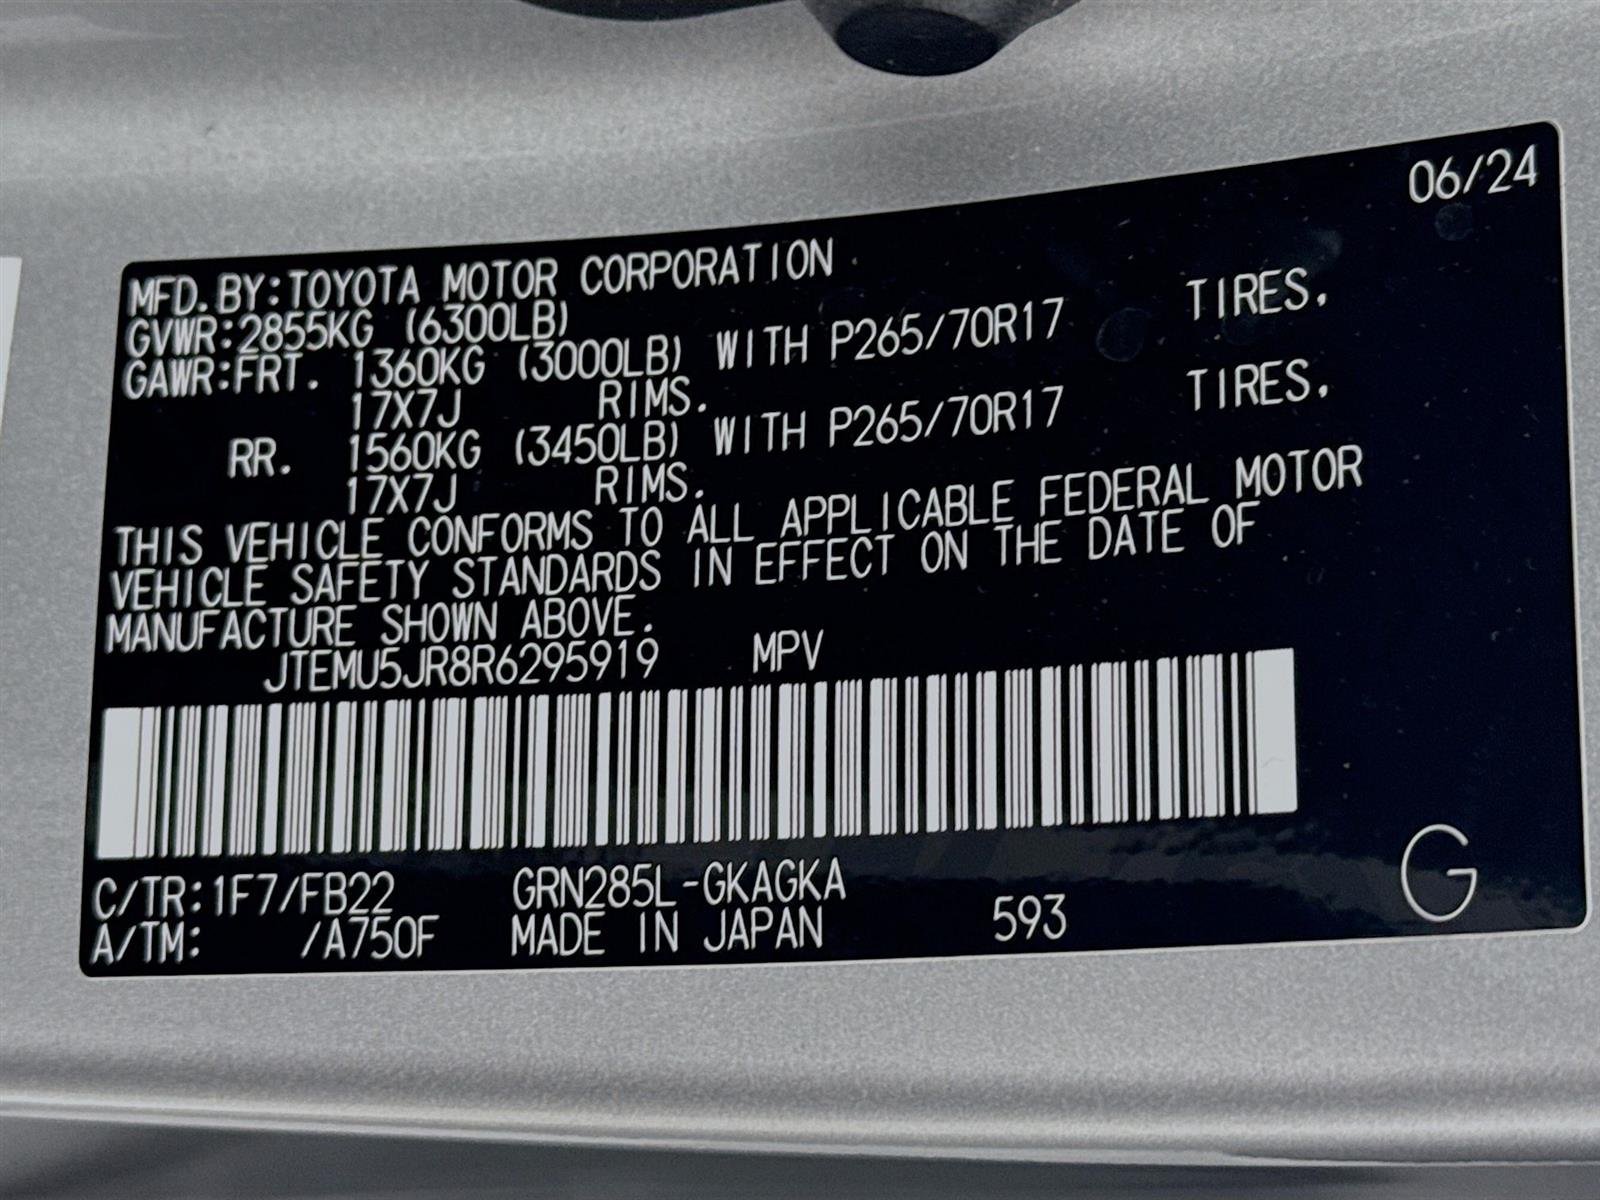 06/24
MFD.BY:TOYOTA MOTOR CORPORATION
GVWR:2855KG (6300LB)
GAWR:FRT. 1360KG (3000LB) WITH P265/70R17 TIRES.
17X7J RIMS.
RR. 1560KG (3450LB) WITH P265/70R17 TIRES.
17X7J RIMS.
THIS VEHICLE CONFORMS TO ALL APPLICABLE FEDERAL MOTOR
VEHICLE SAFETY STANDARDS IN EFFECT ON THE DATE OF
MANUFACTURE SHOWN ABOVE.
JTEMU5JR8R6295919 MPV
C/TR:1F7/FB22 GRN285L-GKAGKA
A/TM: /A750F MADE IN JAPAN 593
G